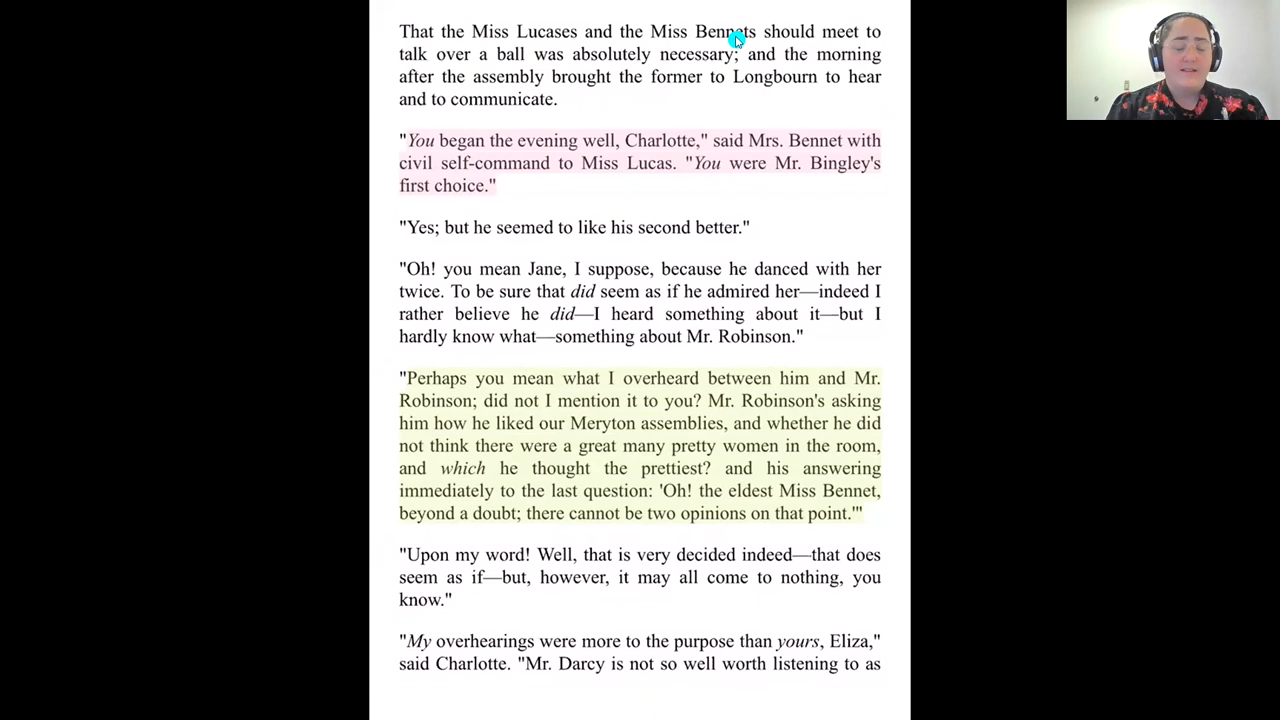 That the Miss Lucases and the Miss Bennets should meet to
talk over a ball was absolutely necessary; and the morning
after the assembly brought the former to Longbourn to hear
and to communicate.
"You began the evening well, Charlotte," said Mrs. Bennet with
civil self-command to Miss Lucas. "You were Mr. Bingley's
first choice."
"Yes; but he seemed to like his second better."
"Oh! you mean Jane, I suppose, because he danced with her
twice. To be sure that did seem as if he admired her—indeed I
rather believe he did—I heard something about it—but I
hardly know what—something about Mr. Robinson."
"Perhaps you mean what I overheard between him and Mr.
Robinson; did not I mention it to you? Mr. Robinson's asking
him how he liked our Meryton assemblies, and whether he did
not think there were a great many pretty women in the room,
and which he thought the prettiest? and his answering
immediately to the last question: 'Oh! the eldest Miss Bennet,
beyond a doubt; there cannot be two opinions on that point.'"
"Upon my word! Well, that is very decided indeed—that does
seem as if—but, however, it may all come to nothing, you
know."
"My overhearings were more to the purpose than yours, Eliza,"
said Charlotte. "Mr. Darcy is not so well worth listening to as